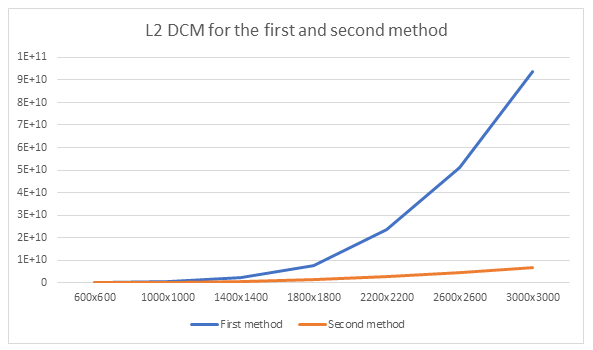 L2 DCM for the first and second method
1E+11
9E+10
8E+10
7E+10
6E+10
5E+10
4E+10
3E+10
2E+10
1E+10
0
600x600 1000x1000 1400x1400 1800x1800 2200x2200 2600x2600 3000x3000
First method Second method